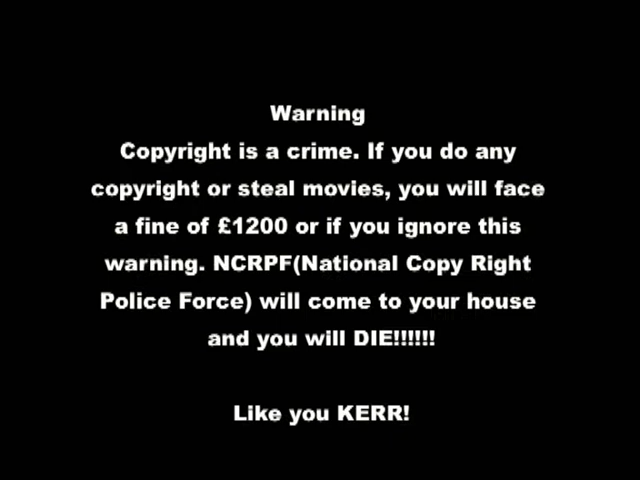 Warning
Copyright is a crime. If you do any
copyright or steal movies, you will face
a fine of £1200 or if you ignore this
warning. NCRPF(National Copy Right
Police Force) will come to your house
and you will DIE!!!!!!
Like you KERR!